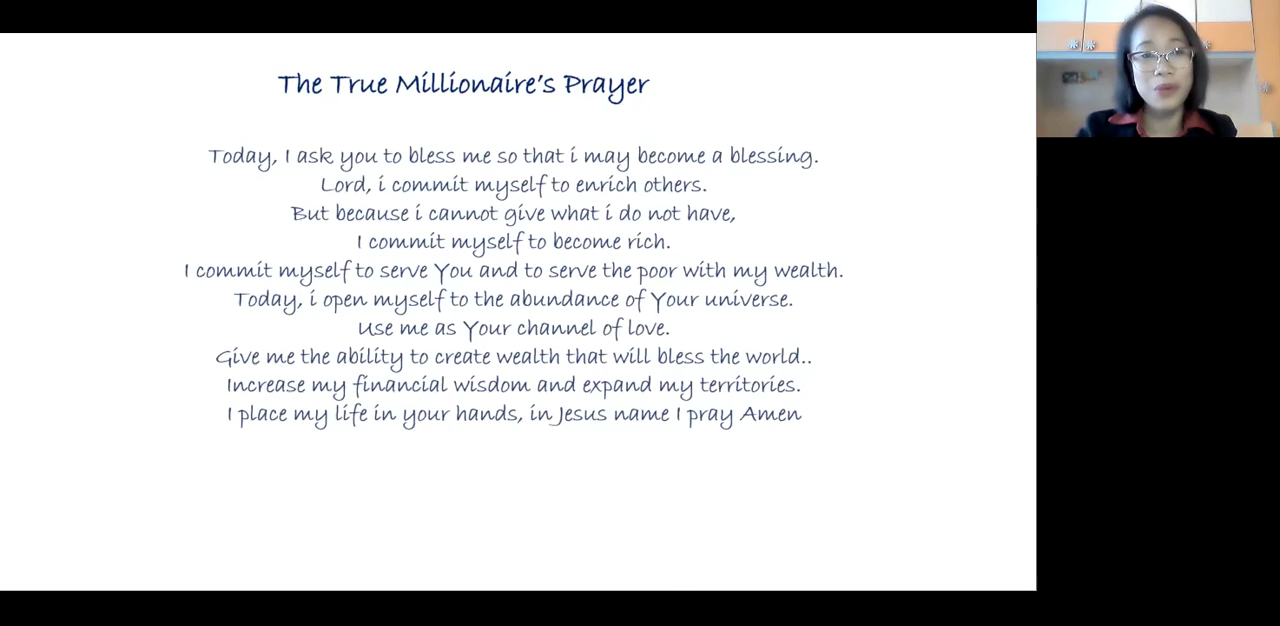 The True Millionaire's Prayer
Today, I ask you to bless me so that i may become a blessing.
Lord, i commit myself to enrich others.
But because i cannot give what i do not have,
I commit myself to become rich.
I commit myself to serve You and to serve the poor with my wealth.
Today, i open myself to the abundance of Your universe.
Use me as Your channel of love.
Give me the ability to create wealth that will bless the world..
Increase my financial wisdom and expand my territories.
I place my life in your hands, in Jesus name I pray Amen